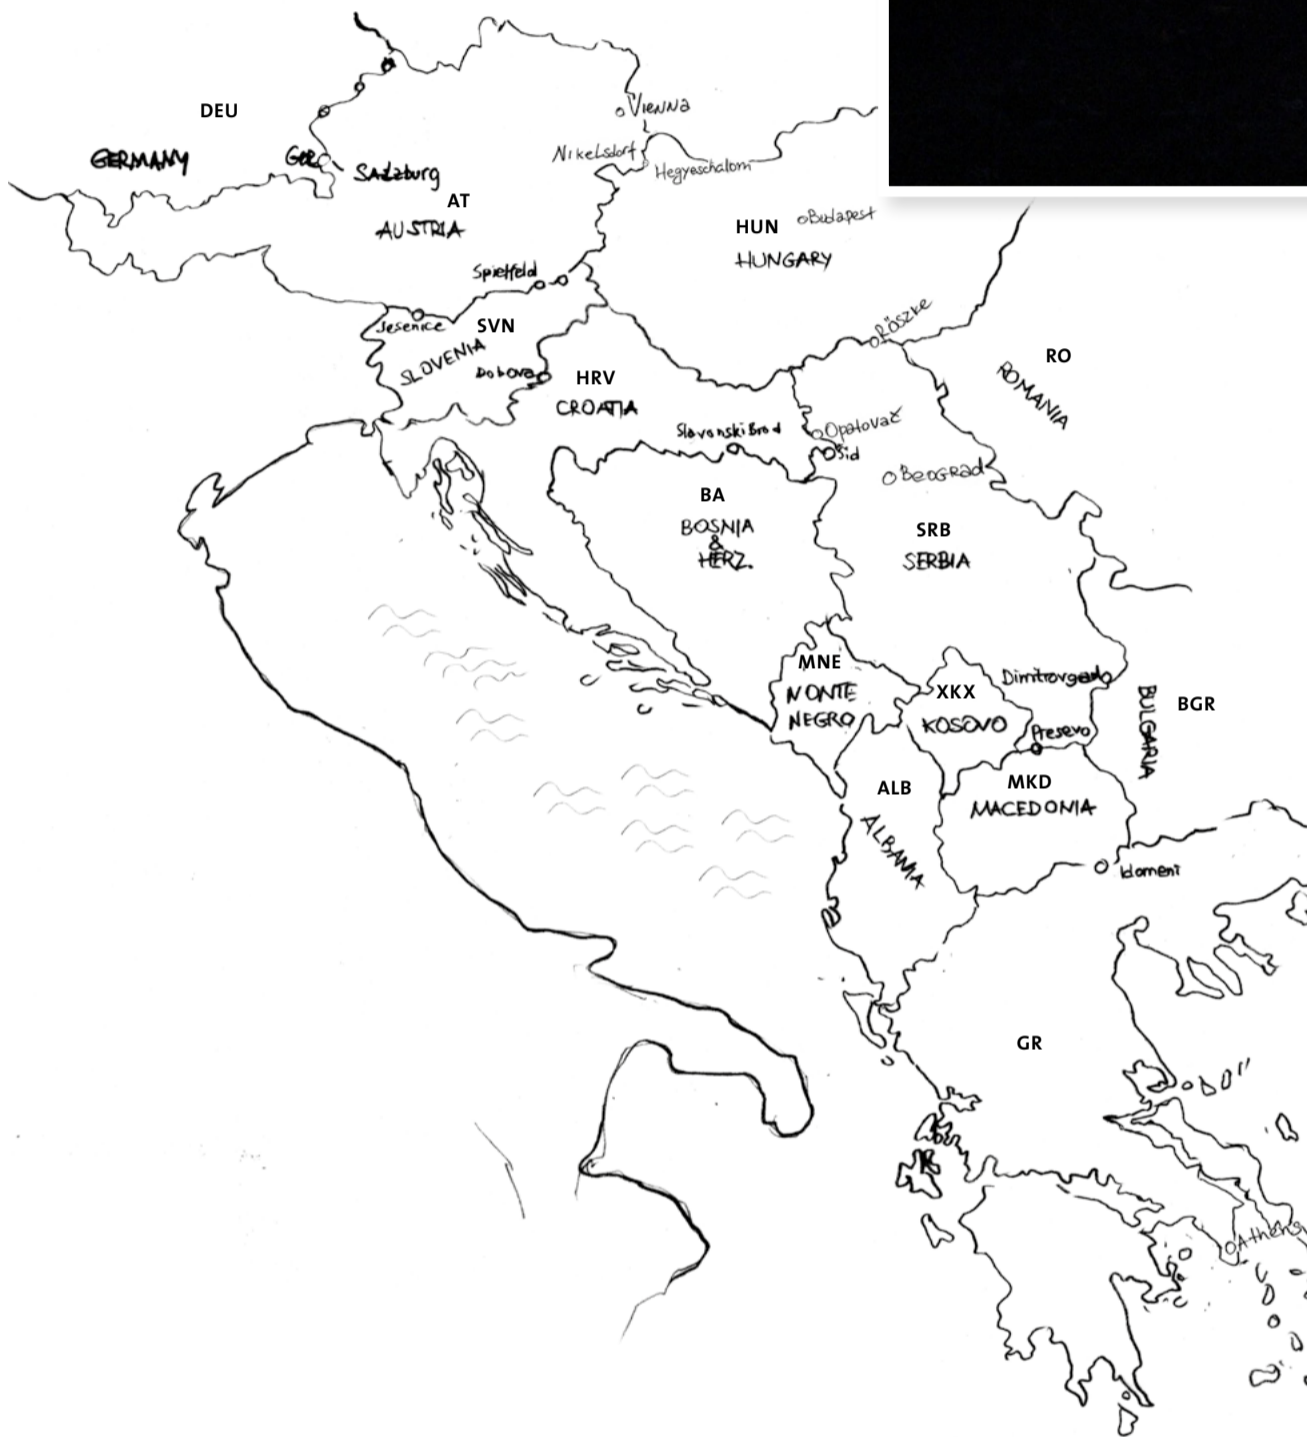 Vienna
DEU
GERMANY
Nikelsdorf
Hegyeschalom
Salzburg
AT
AUSTRIA
Budapest
HUN
HUNGARY
Spielfeld
Jesenice
SVN
SLOVENIA
Dobova
Röszke
RO
ROMANIA
HRV
CROATIA
Slavonski Brod
Opatovač
Šid
Beograd
BA
BOSNIA
&
HERZ.
SRB
SERBIA
MNE
MONTE
NEGRO
XKX
KOSOVO
Dimitrovgrad
BGR
BULGARIA
Presevo
ALB
ALBANIA
MKD
MACEDONIA
Idomeni
GR
Athens